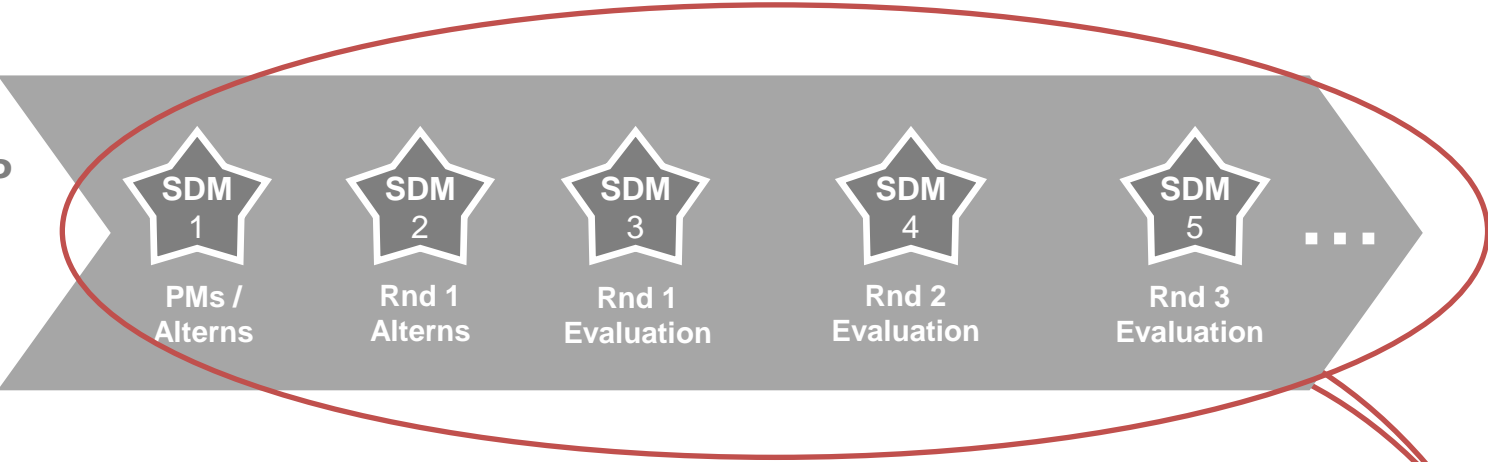 P
SDM
1
SDM
2
SDM
3
SDM
4
SDM
5
...
PMs /
Alterns
Rnd 1
Alterns
Rnd 1
Evaluation
Rnd 2
Evaluation
Rnd 3
Evaluation